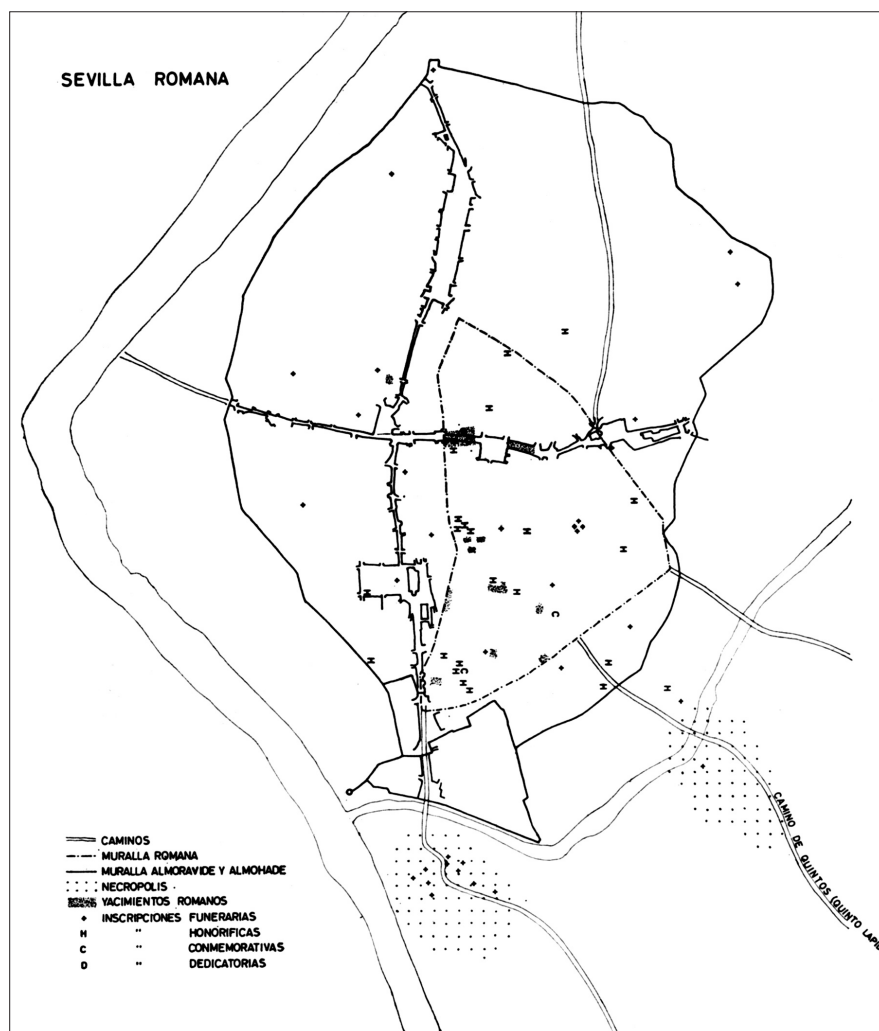 SEVILLA ROMANA
CAMINOS
MURALLA ROMANA
MURALLA ALMORAVIDE Y ALMOHADE
NECROPOLIS
YACIMIENTOS ROMANOS
INSCRIPCIONES FUNERARIAS
H " HONORIFICAS
C " CONMEMORATIVAS
D " DEDICATORIAS
CAMINO DE QUINTOS (QUINTO